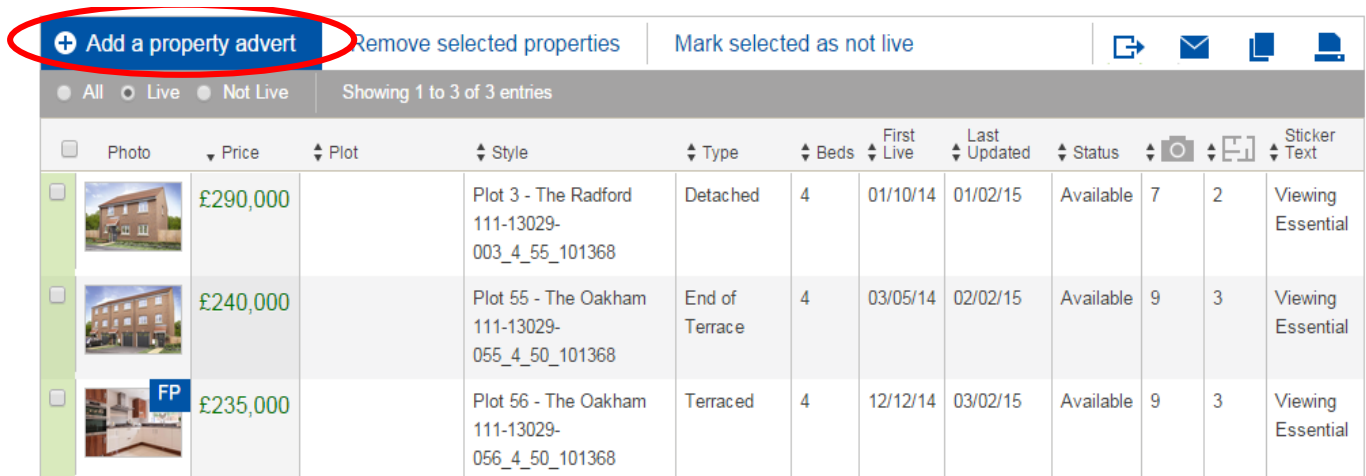 Add a property advert Remove selected properties Mark selected as not live
All Live Not Live Showing 1 to 3 of 3 entries
Photo Price Plot Style Type Beds First Live Last Updated Status Sticker Text
£290,000 Plot 3 - The Radford Detached 4 01/10/14 01/02/15 Available 7 2 Viewing
111-13029- Essential
003_4_55_101368
£240,000 Plot 55 - The Oakham End of 4 03/05/14 02/02/15 Available 9 3 Viewing
111-13029- Terrace Essential
055_4_50_101368
FP
£235,000 Plot 56 - The Oakham Terraced 4 12/12/14 03/02/15 Available 9 3 Viewing
111-13029- Essential
056_4_50_101368